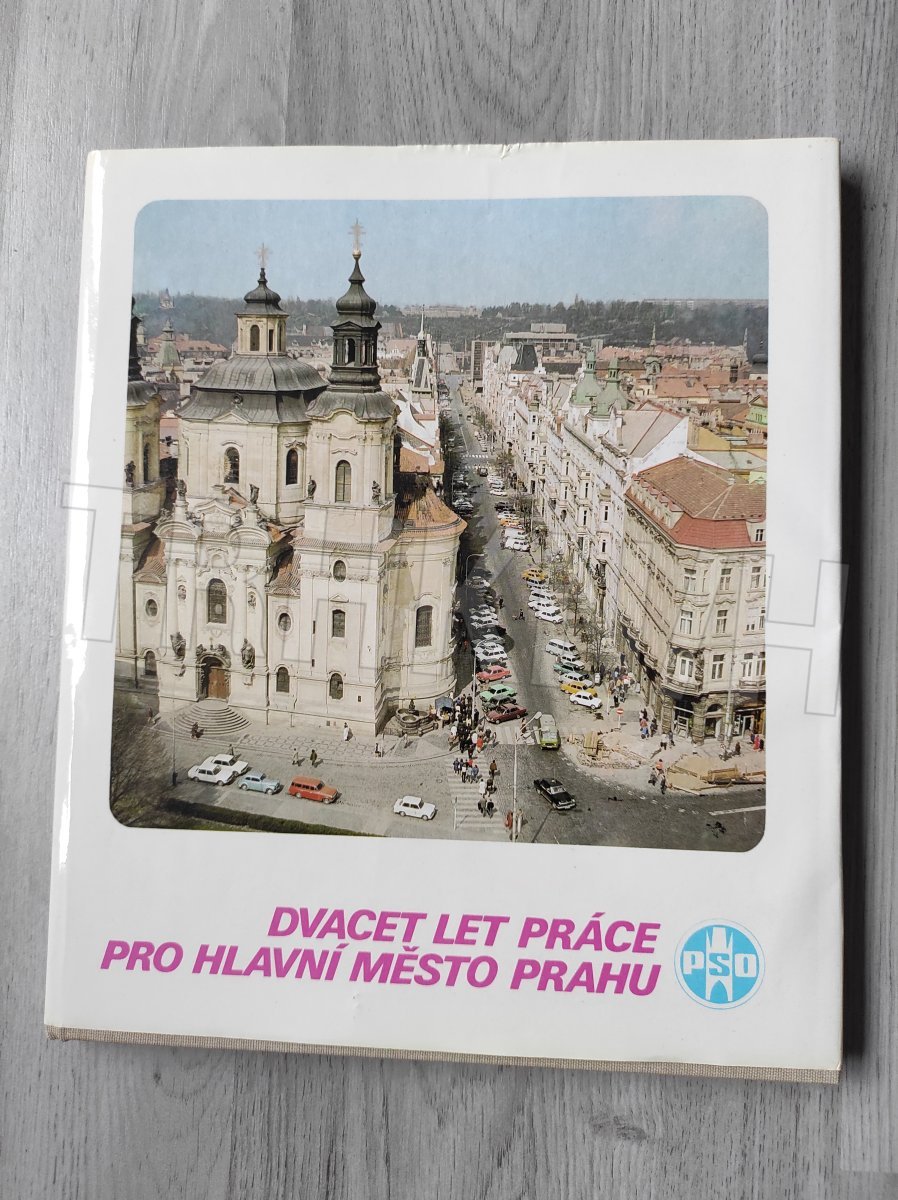 DVACET LET PRÁCE
PRO HLAVNÍ MĚSTO PRAHU
PSO